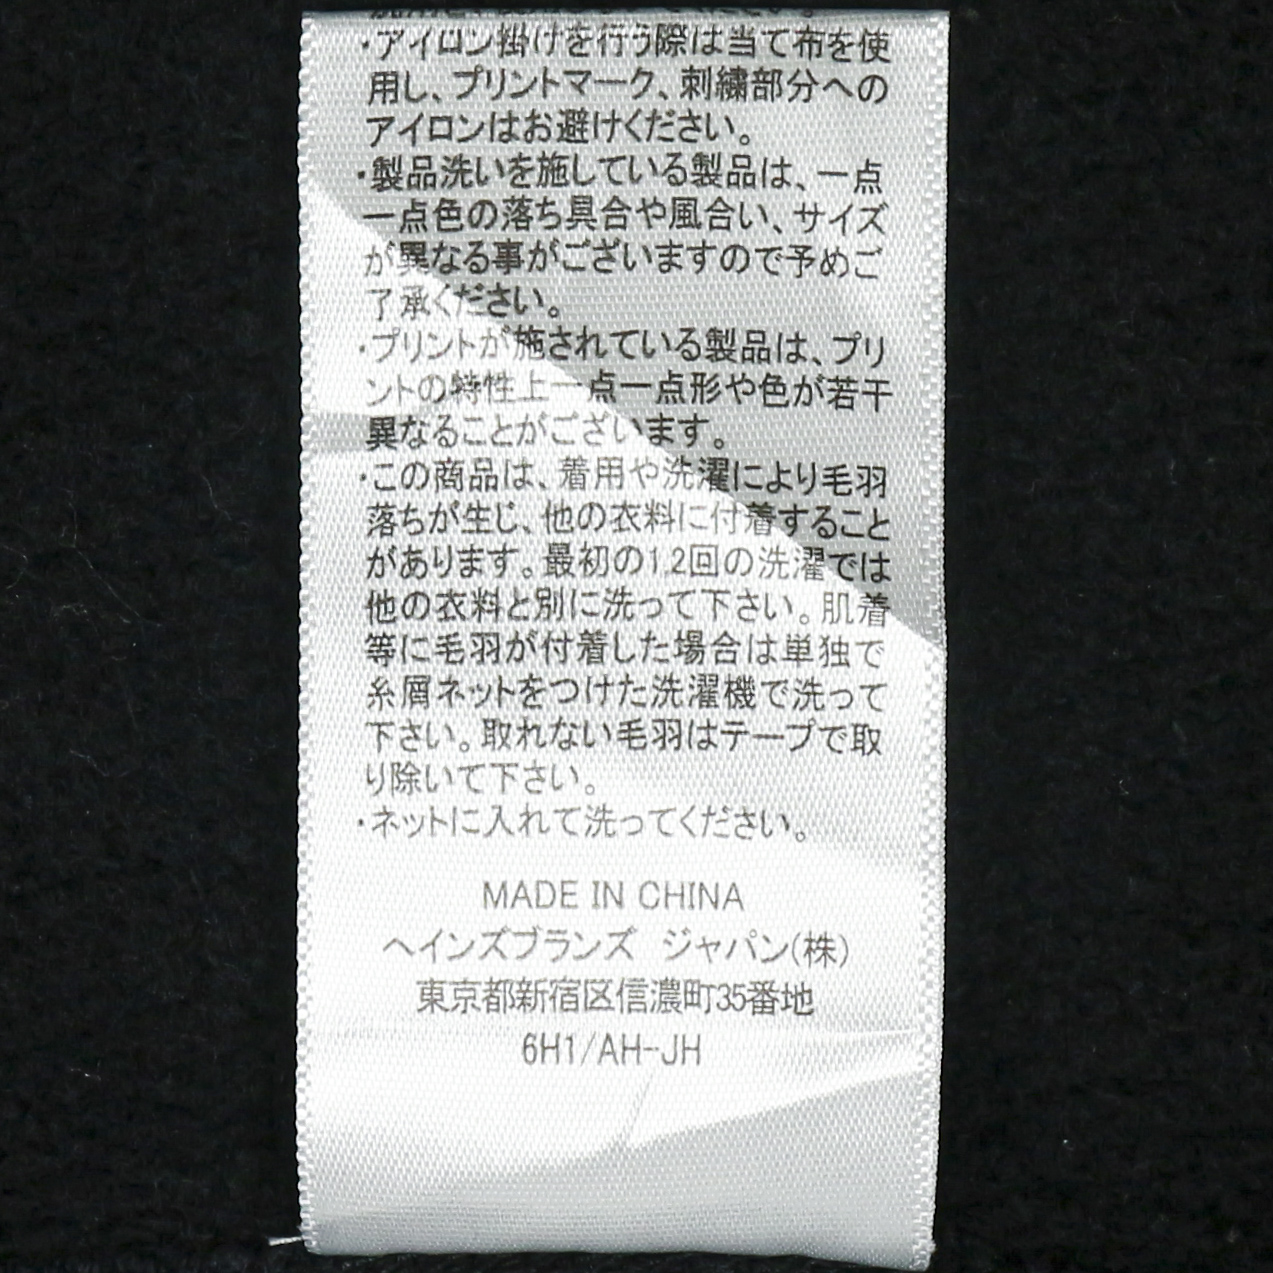 ・アイロン掛けを行う際は当て布を使
用し、プリントマーク、刺繍部分への
アイロンはお避けください。
・製品洗いを施している製品は、一点
一点色の落ち具合や風合い、サイズ
が異なる事がございますので予めご
了承ください。
・プリントが施されている製品は、プリ
ントの特性上一点一点形や色が若干
異なることがございます。
・この商品は、着用や洗濯により毛羽
落ちが生じ、他の衣料に付着すること
があります。最初の1,2回の洗濯では
他の衣料と別に洗って下さい。肌着
等に毛羽が付着した場合は単独で
糸屑ネットをつけた洗濯機で洗って
下さい。取れない毛羽はテープで取
り除いて下さい。
・ネットに入れて洗ってください。
MADE IN CHINA
ヘインズブランズ ジャパン(株)
東京都新宿区信濃町35番地
6H1/AH-JH